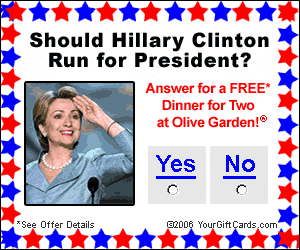 Should Hillary Clinton
Run for President?
Answer for a FREE*
Dinner for Two
at Olive Garden!®
Yes No
*See Offer Details ©2006 YourGiftCards.com